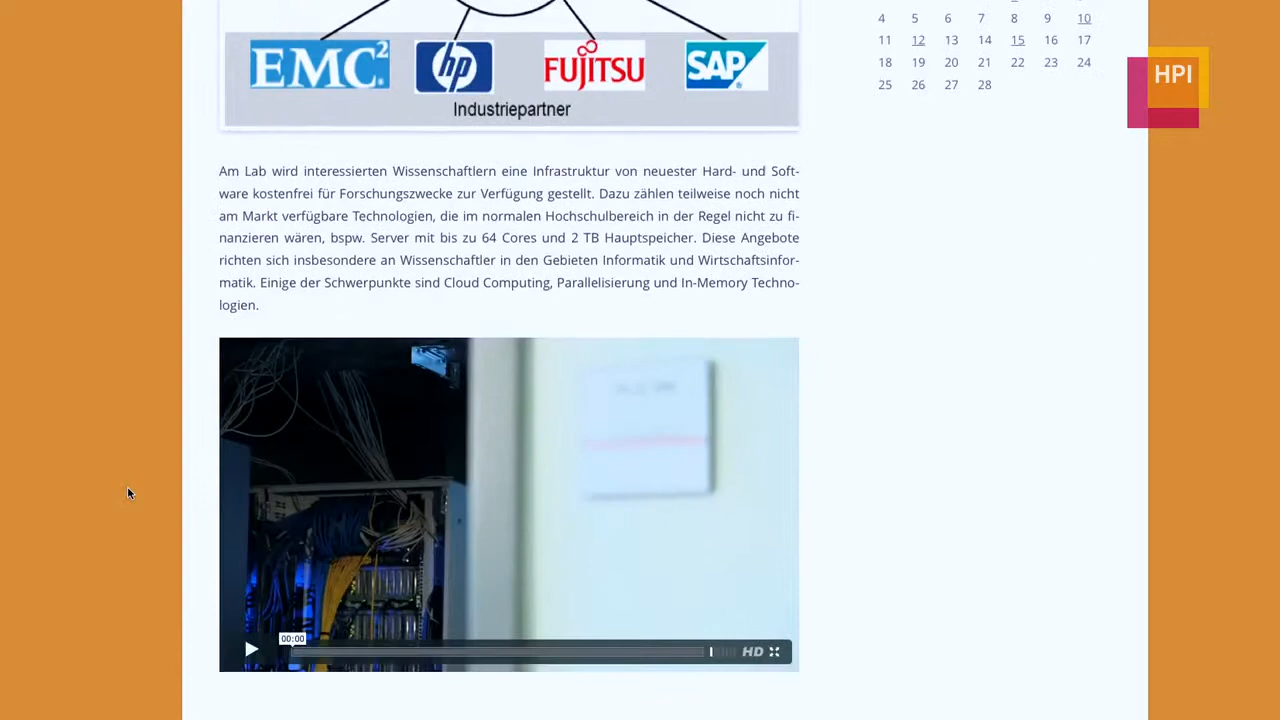 EMC²
hp
FUJITSU
SAP
Industriepartner
4 5 6 7 8 9 10
11 12 13 14 15 16 17
18 19 20 21 22 23 24
25 26 27 28
HPI
Am Lab wird interessierten Wissenschaftlern eine Infrastruktur von neuester Hard- und Soft-
ware kostenfrei für Forschungszwecke zur Verfügung gestellt. Dazu zählen teilweise noch nicht
am Markt verfügbare Technologien, die im normalen Hochschulbereich in der Regel nicht zu fi-
nanzieren wären, bspw. Server mit bis zu 64 Cores und 2 TB Hauptspeicher. Diese Angebote
richten sich insbesondere an Wissenschaftler in den Gebieten Informatik und Wirtschaftsinfor-
matik. Einige der Schwerpunkte sind Cloud Computing, Parallelisierung und In-Memory Techno-
logien.
00:00
HD